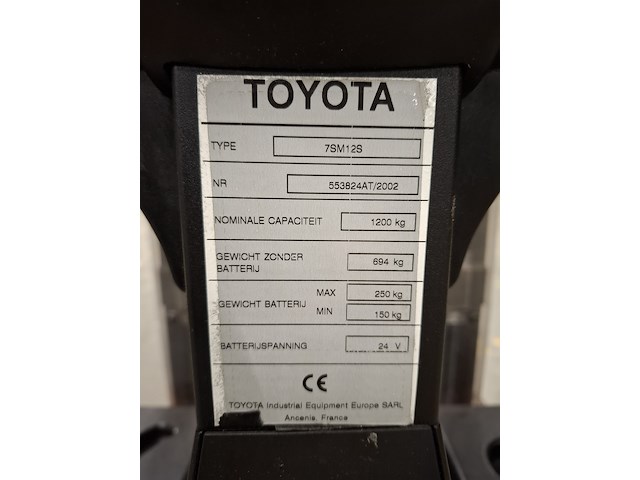 TOYOTA
TYPE 7SM12S
NR 553824AT/2002
NOMINALE CAPACITEIT 1200 kg
GEWICHT ZONDER BATTERIJ 694 kg
GEWICHT BATTERIJ MAX 250 kg
MIN 150 kg
BATTERIJSPANNING 24 V
CE
TOYOTA Industrial Equipment Europe SARL
Ancenis, France